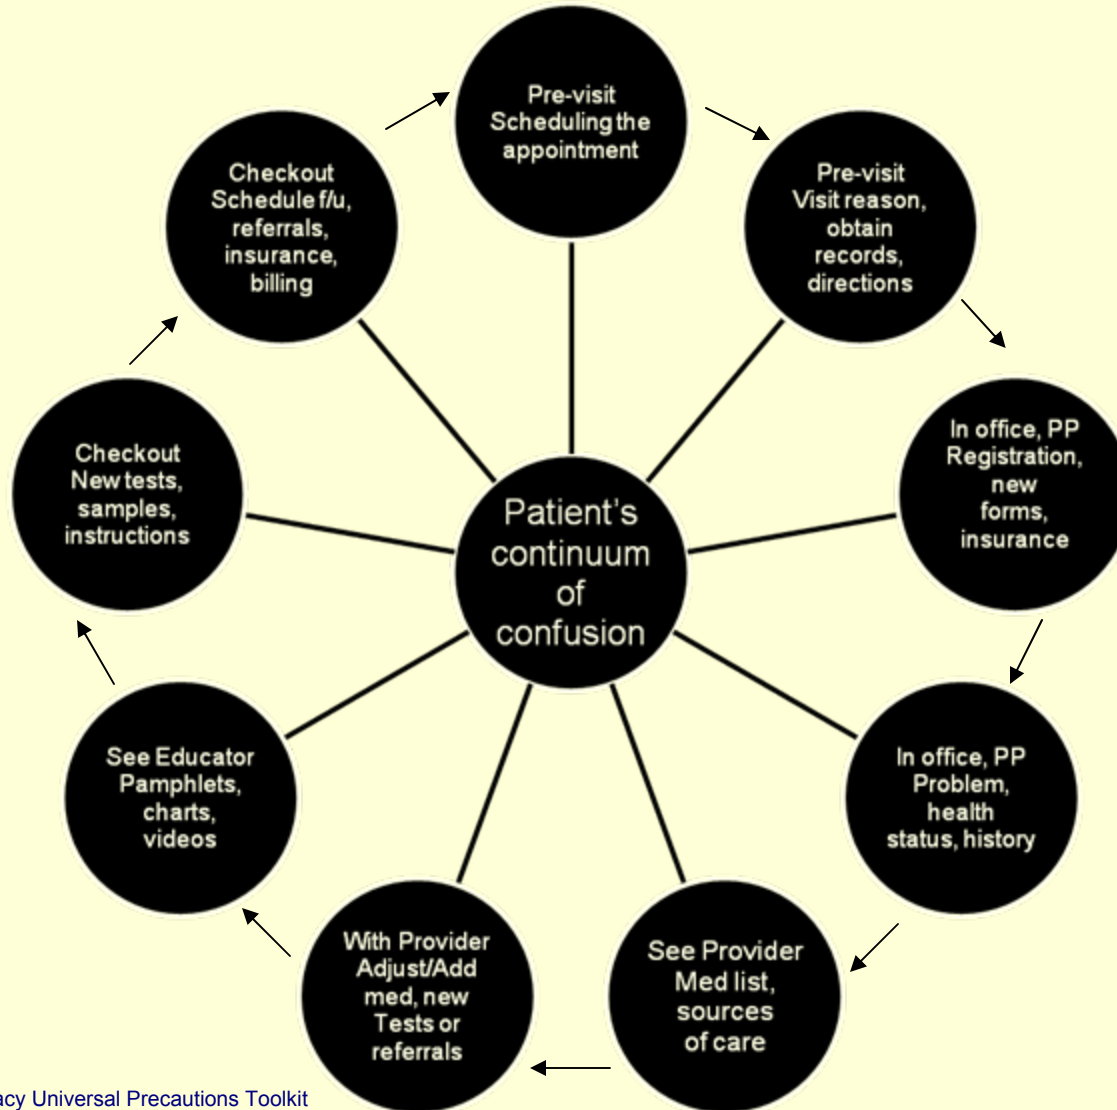 Pre-visit
Scheduling the
appointment
Pre-visit
Visit reason,
obtain
records,
directions
In office, PP
Registration,
new
forms,
insurance
In office, PP
Problem,
health
status, history
See Provider
Med list,
sources
of care
With Provider
Adjust/Add
med, new
Tests or
referrals
See Educator
Pamphlets,
charts,
videos
Checkout
New tests,
samples,
instructions
Checkout
Schedule f/u,
referrals,
insurance,
billing
Patient's
continuum
of
confusion
acy Universal Precautions Toolkit